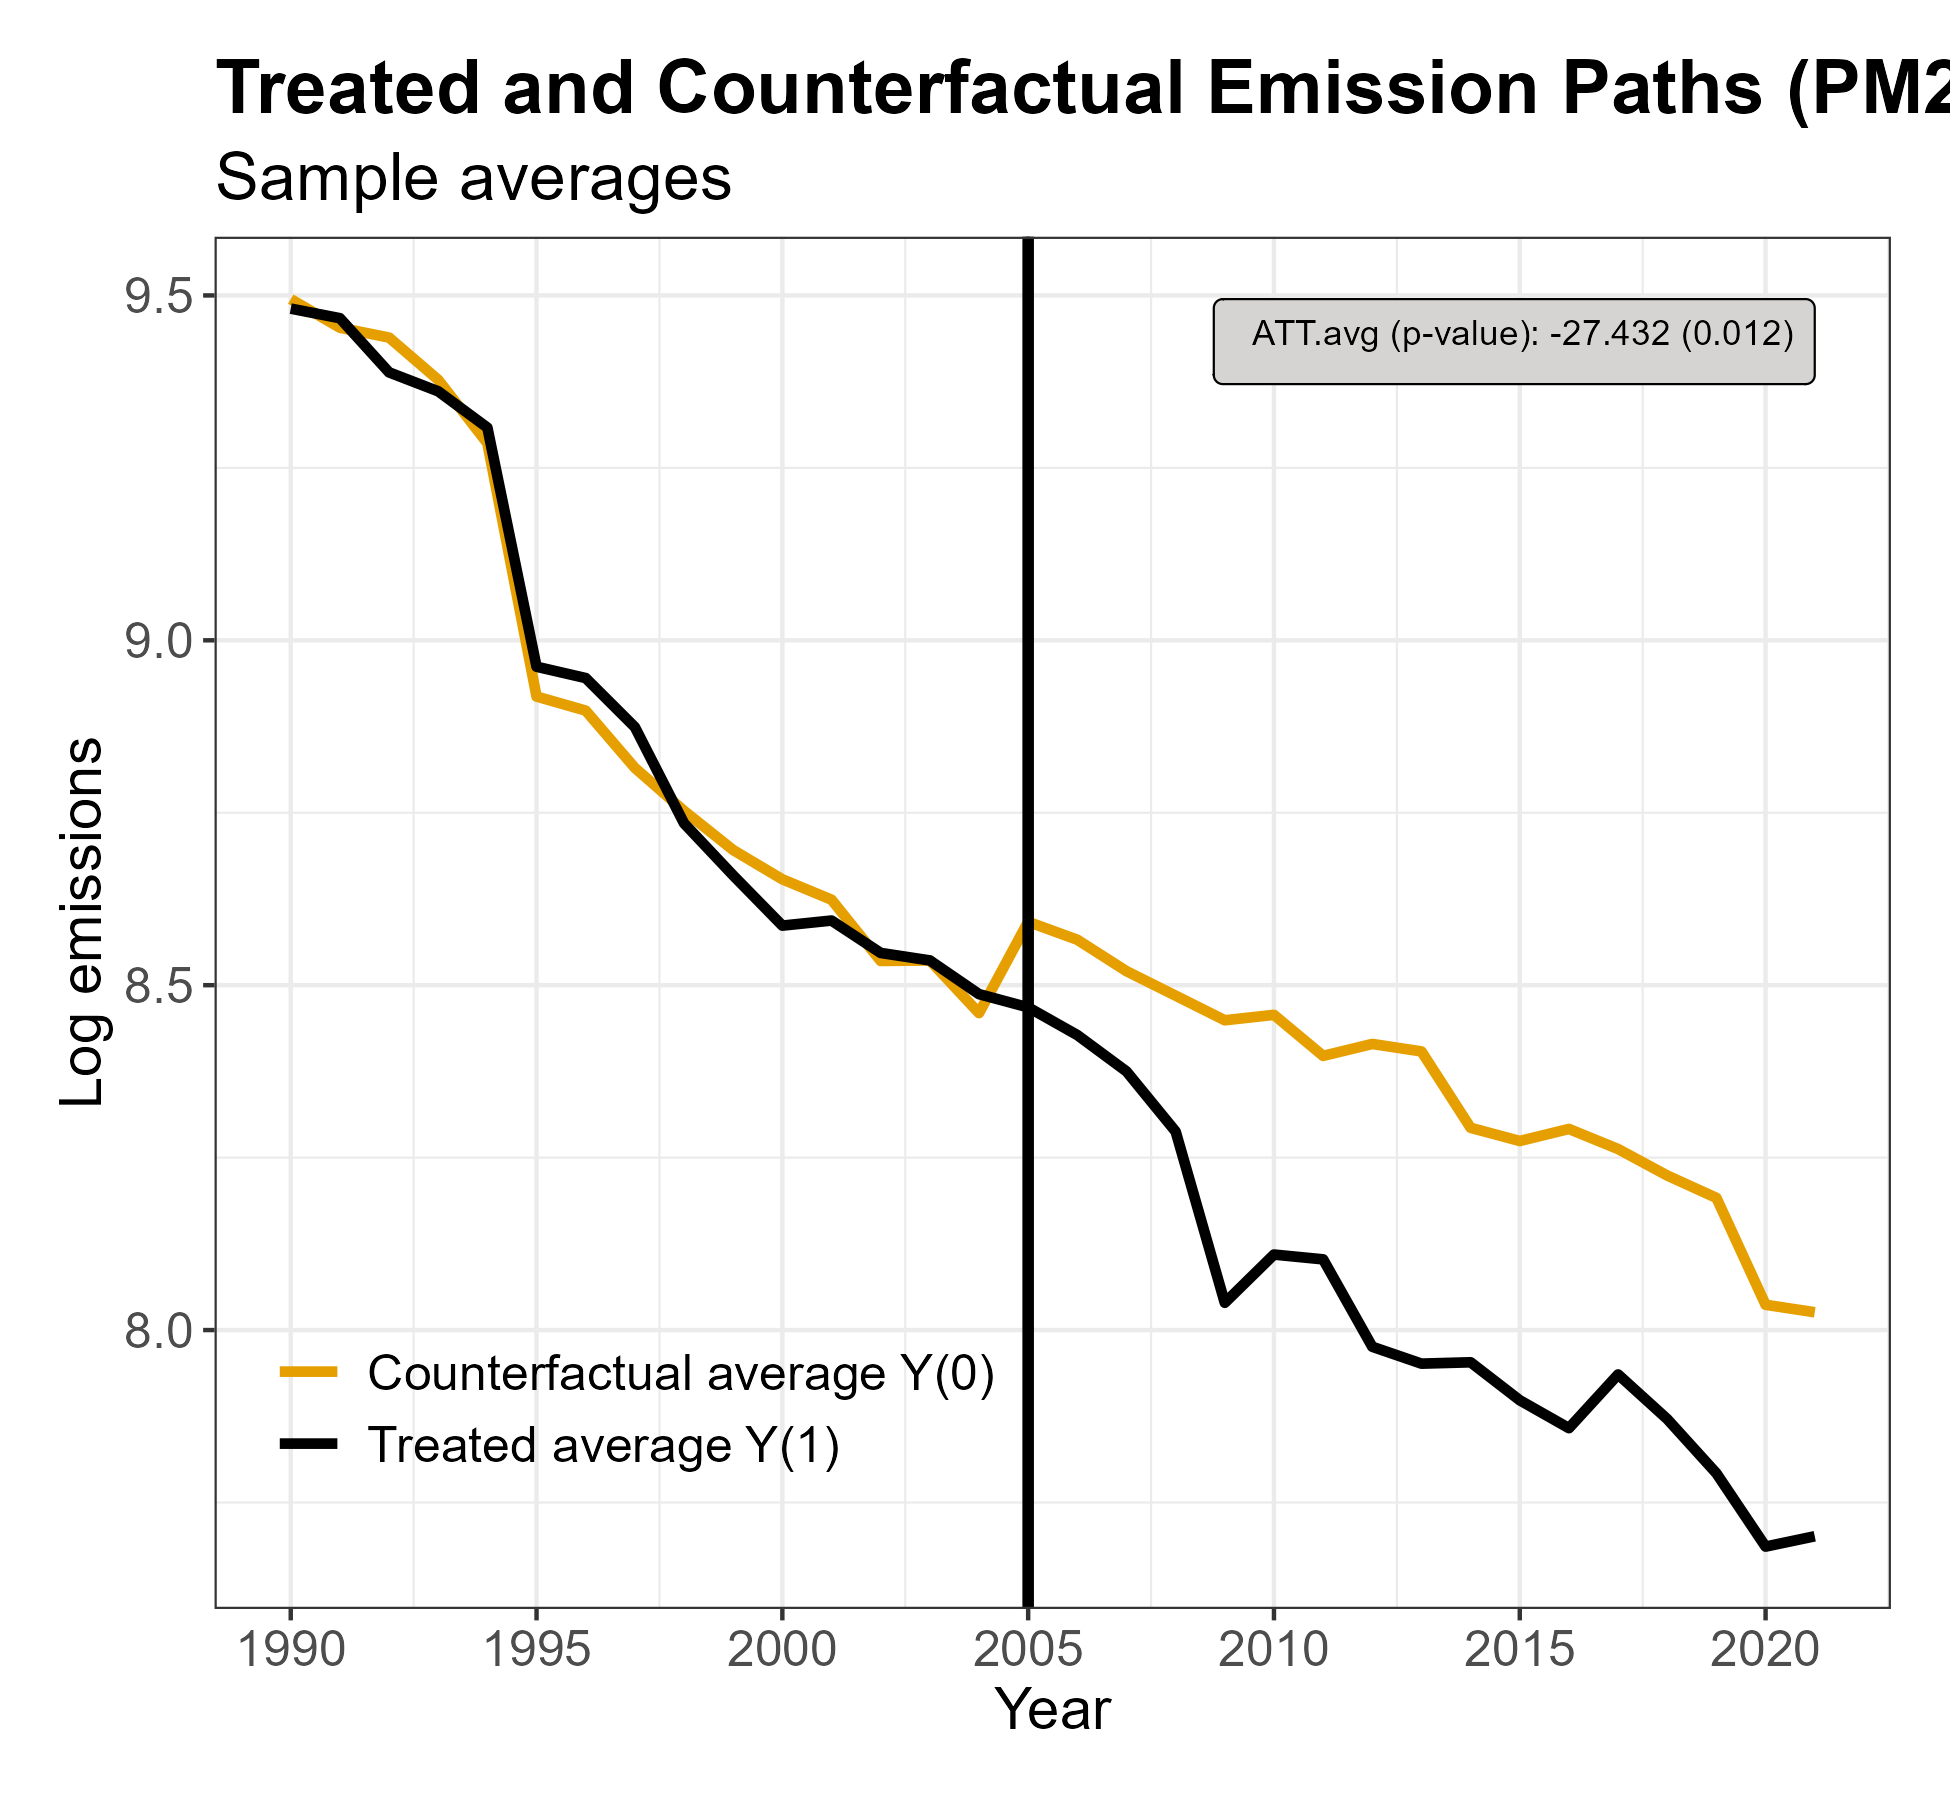 Treated and Counterfactual Emission Paths (PM2
Sample averages
ATT.avg (p-value): -27.432 (0.012)
9.5
9.0
8.5
8.0
Log emissions
Counterfactual average Y(0)
Treated average Y(1)
1990 1995 2000 2005 2010 2015 2020
Year